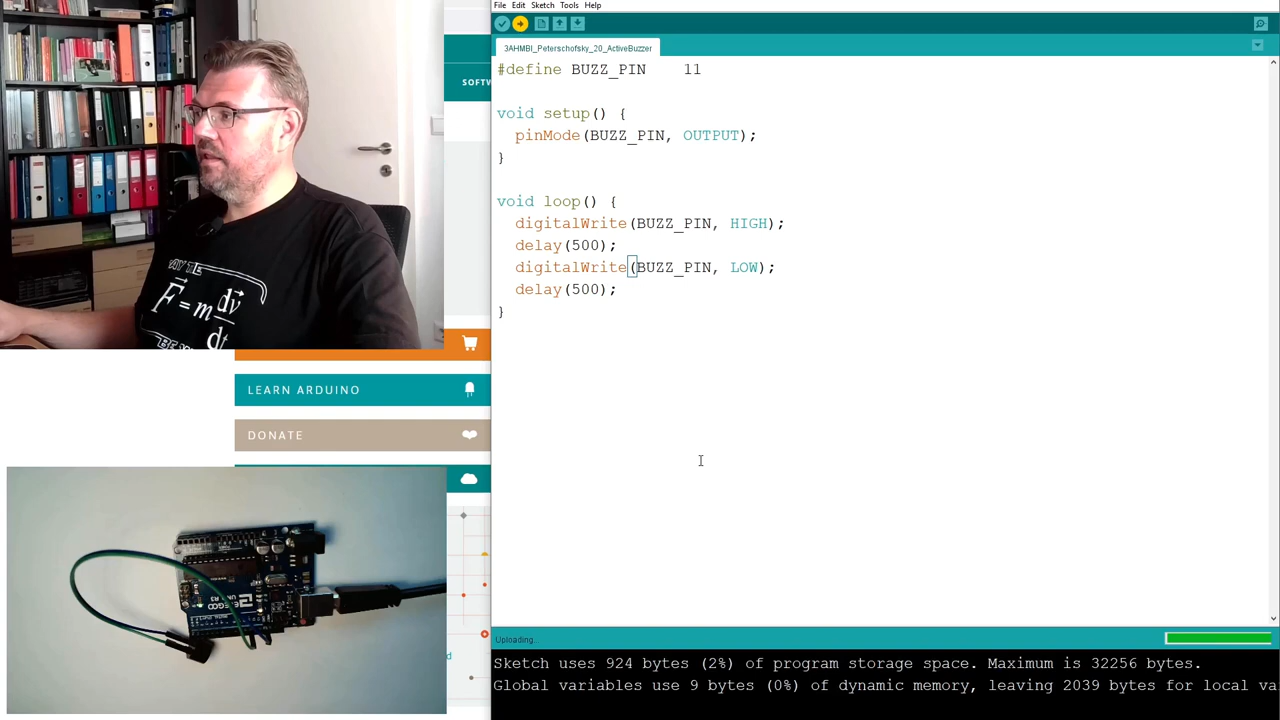 File Edit Sketch Tools Help
3AHMBI_Peterschofsky_20_ActiveBuzzer
SOFTW
#define BUZZ_PIN    11
void setup() {
  pinMode(BUZZ_PIN, OUTPUT);
}
void loop() {
  digitalWrite(BUZZ_PIN, HIGH);
  delay(500);
  digitalWrite(BUZZ_PIN, LOW);
  delay(500);
}
F = m dv
dt
LEARN ARDUINO
DONATE
UNO R3
d
Uploading...
Sketch uses 924 bytes (2%) of program storage space. Maximum is 32256 bytes.
Global variables use 9 bytes (0%) of dynamic memory, leaving 2039 bytes for local va